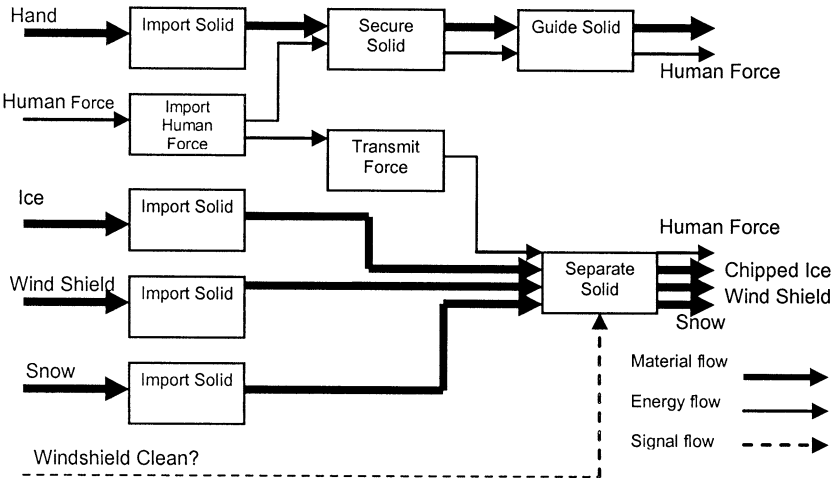 Hand
Import Solid
Secure
Solid
Guide Solid
Human Force
Human Force
Import
Human
Force
Transmit
Force
Ice
Import Solid
Human Force
Wind Shield
Import Solid
Separate
Solid
Chipped Ice
Wind Shield
Snow
Snow
Import Solid
Material flow
Energy flow
Signal flow
Windshield Clean?